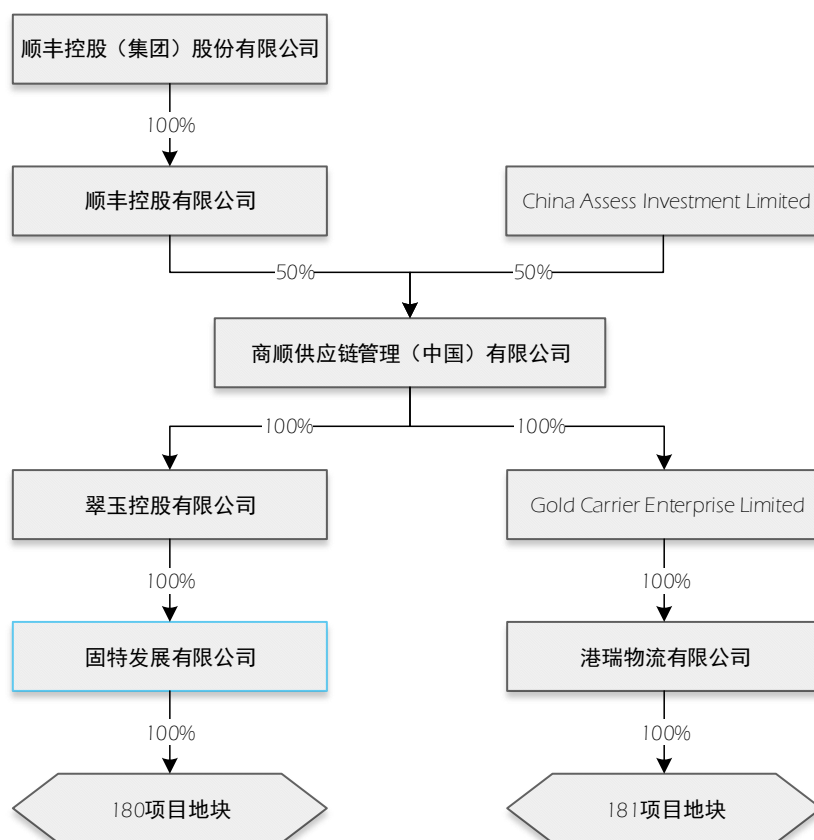 顺丰控股（集团）股份有限公司
100%
顺丰控股有限公司
China Assess Investment Limited
50%
50%
商顺供应链管理（中国）有限公司
100%
100%
翠玉控股有限公司
Gold Carrier Enterprise Limited
100%
100%
固特发展有限公司
港瑞物流有限公司
100%
100%
180项目地块
181项目地块